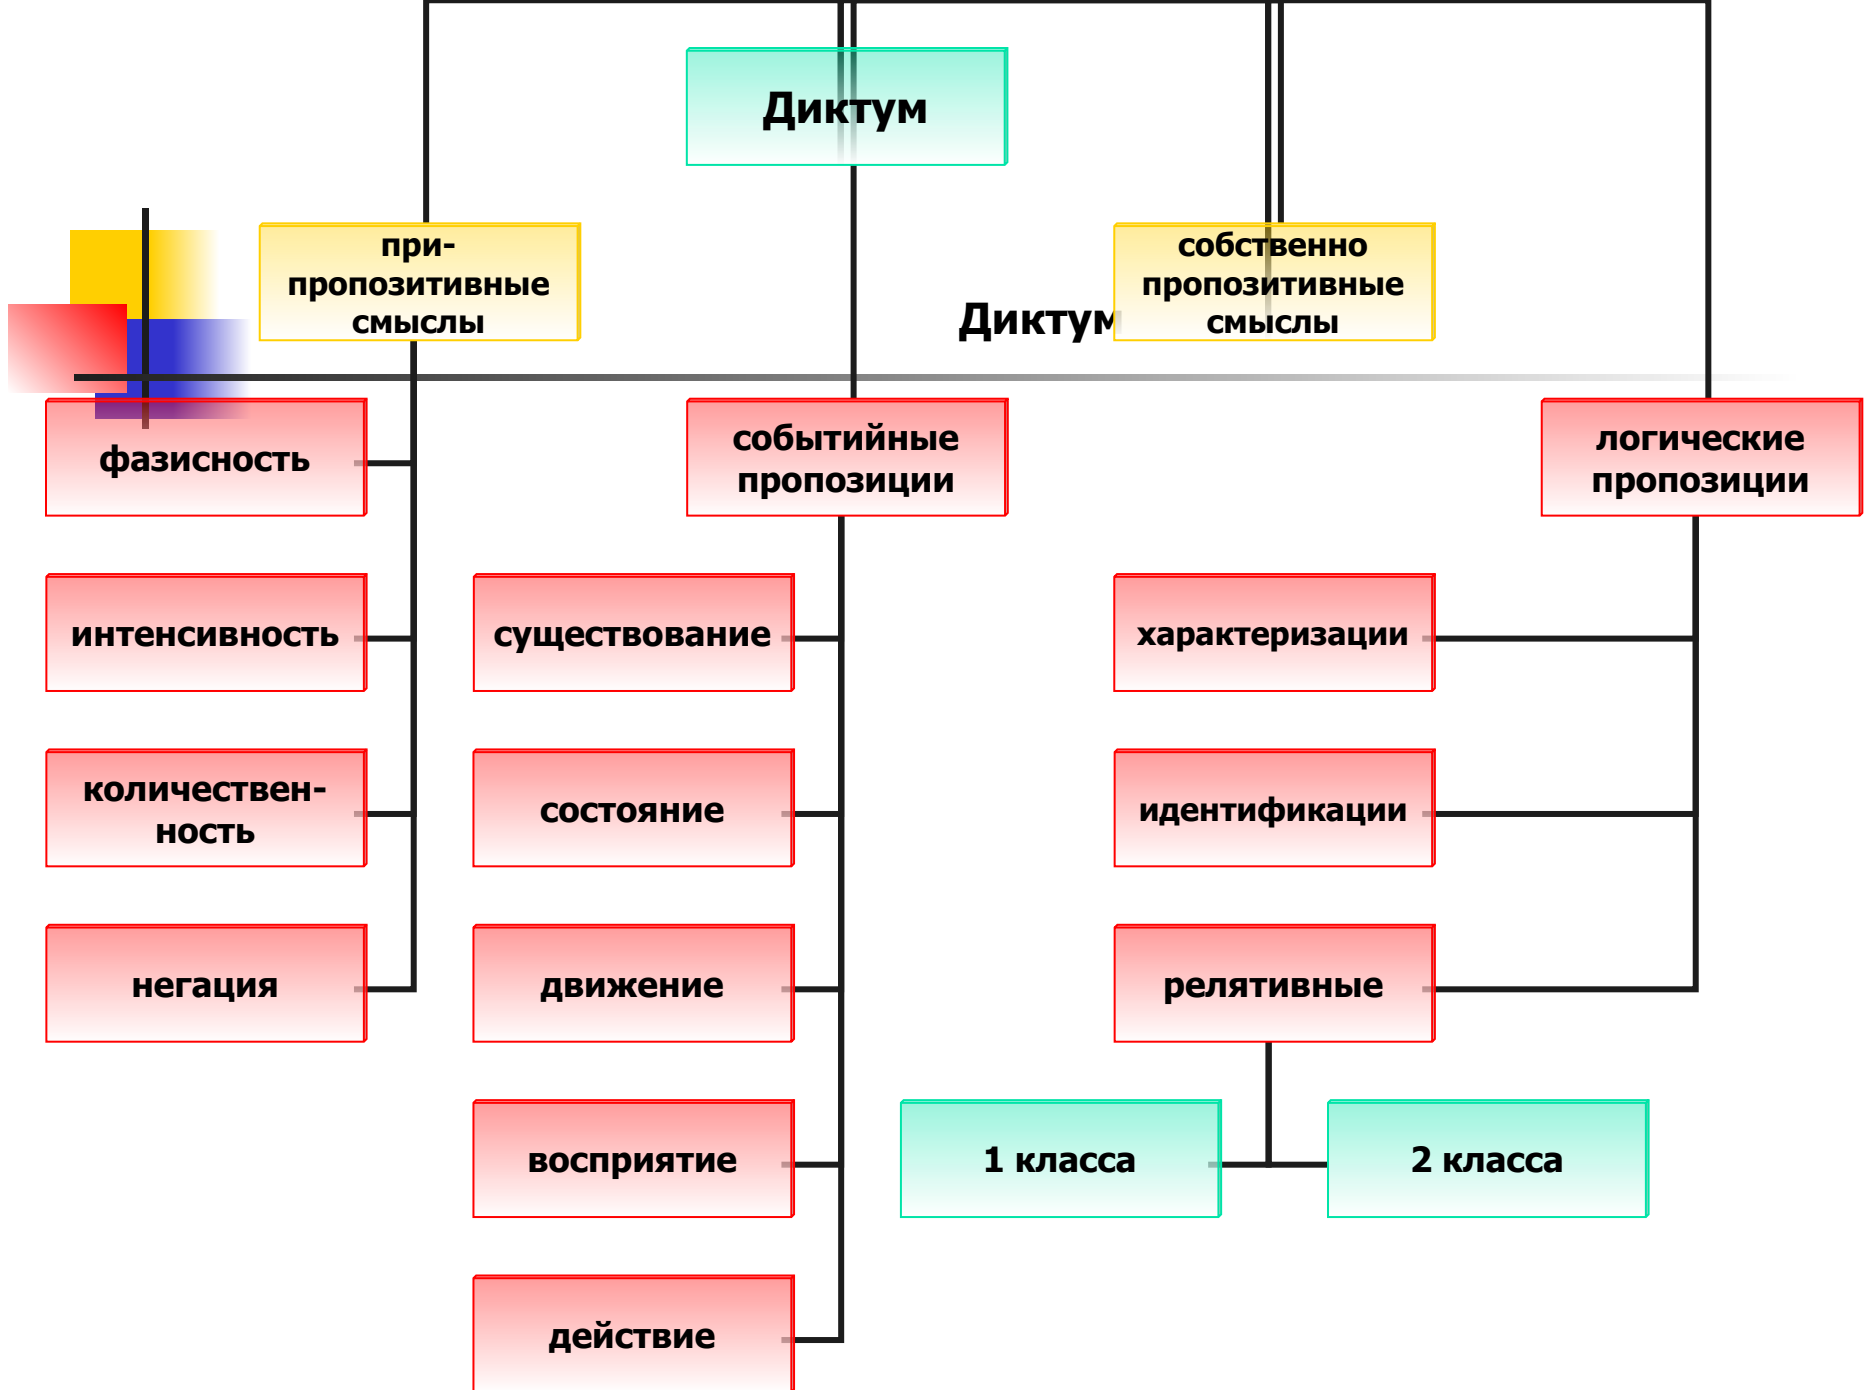 Диктум
при-
пропозитивные
смыслы
собственно
пропозитивные
смыслы
Диктум
фазисность
событийные
пропозиции
логические
пропозиции
интенсивность
существование
характеризации
количествен-
ность
состояние
идентификации
негация
движение
релятивные
восприятие
1 класса
2 класса
действие